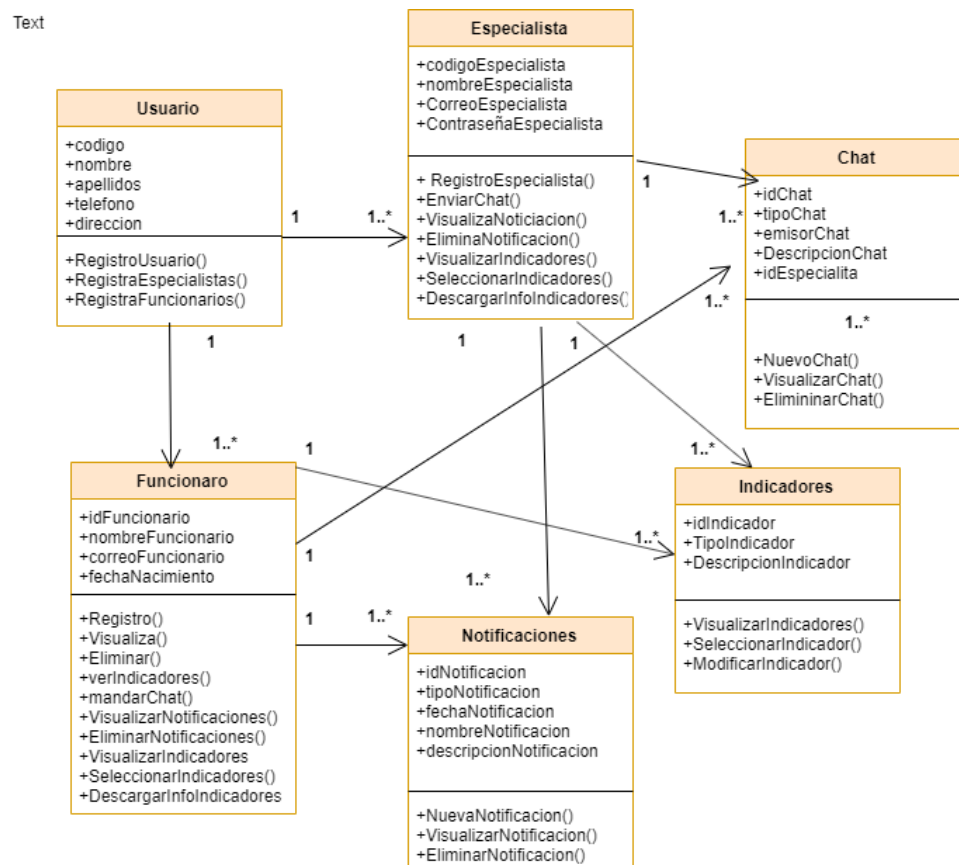 Text
Usuario
+codigo
+nombre
+apellidos
+telefono
+direccion
+RegistroUsuario()
+RegistraEspecialistas()
+RegistraFuncionarios()
1
1..*
1
1..*
Especialista
+codigoEspecialista
+nombreEspecialista
+CorreoEspecialista
+ContraseñaEspecialista
+ RegistroEspecialista()
+EnviarChat()
+VisualizaNoticiacion()
+EliminaNotificacion()
+VisualizarIndicadores()
+SeleccionarIndicadores()
+DescargarInfoIndicadores()
1
1..*
1
1
1..*
1..*
Chat
+idChat
+tipoChat
+emisorChat
+DescripcionChat
+idEspecialita
1..*
+NuevoChat()
+VisualizarChat()
+ElimininarChat()
Funcionaro
+idFuncionario
+nombreFuncionario
+correoFuncionario
+fechaNacimiento
+Registro()
+Visualiza()
+Eliminar()
+verIndicadores()
+mandarChat()
+VisualizarNotificaciones()
+EliminarNotificaciones()
+VisualizarIndicadores
+SeleccionarIndicadores()
+DescargarInfoIndicadores
1
1..*
1
1
1..*
1..*
Notificaciones
+idNotificacion
+tipoNotificacion
+fechaNotificacion
+nombreNotificacion
+descripcionNotificacion
+NuevaNotificacion()
+VisualizarNotificacion()
+EliminarNotificacion()
Indicadores
+idIndicador
+TipoIndicador
+DescripcionIndicador
+VisualizarIndicadores()
+SeleccionarIndicador()
+ModificarIndicador()